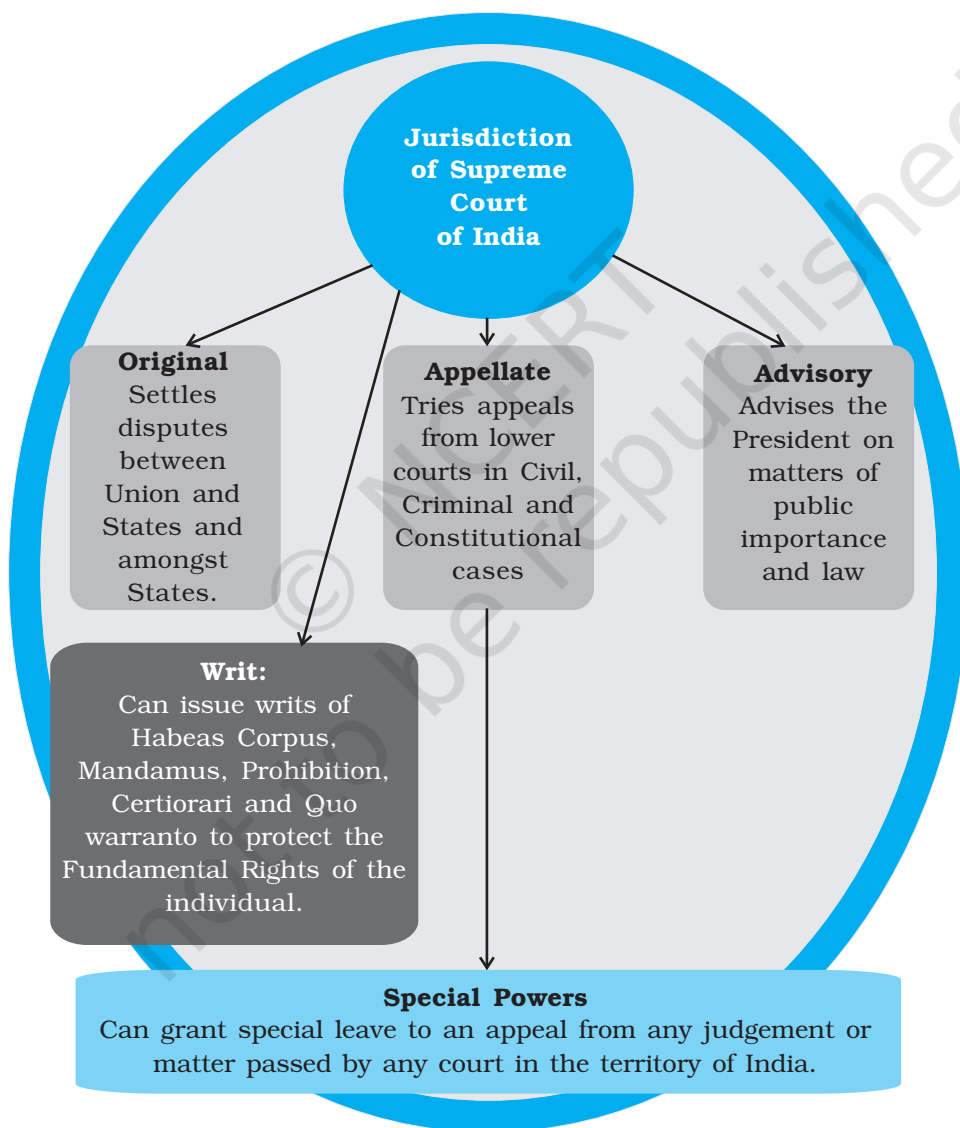 Jurisdiction
of Supreme
Court
of India
Original
Settles
disputes
between
Union and
States and
amongst
States.
Appellate
Tries appeals
from lower
courts in Civil,
Criminal and
Constitutional
cases
Advisory
Advises the
President on
matters of
public
importance
and law
Writ:
Can issue writs of
Habeas Corpus,
Mandamus, Prohibition,
Certiorari and Quo
warranto to protect the
Fundamental Rights of the
individual.
Special Powers
Can grant special leave to an appeal from any judgement or
matter passed by any court in the territory of India.
© NCERT
not to be republished